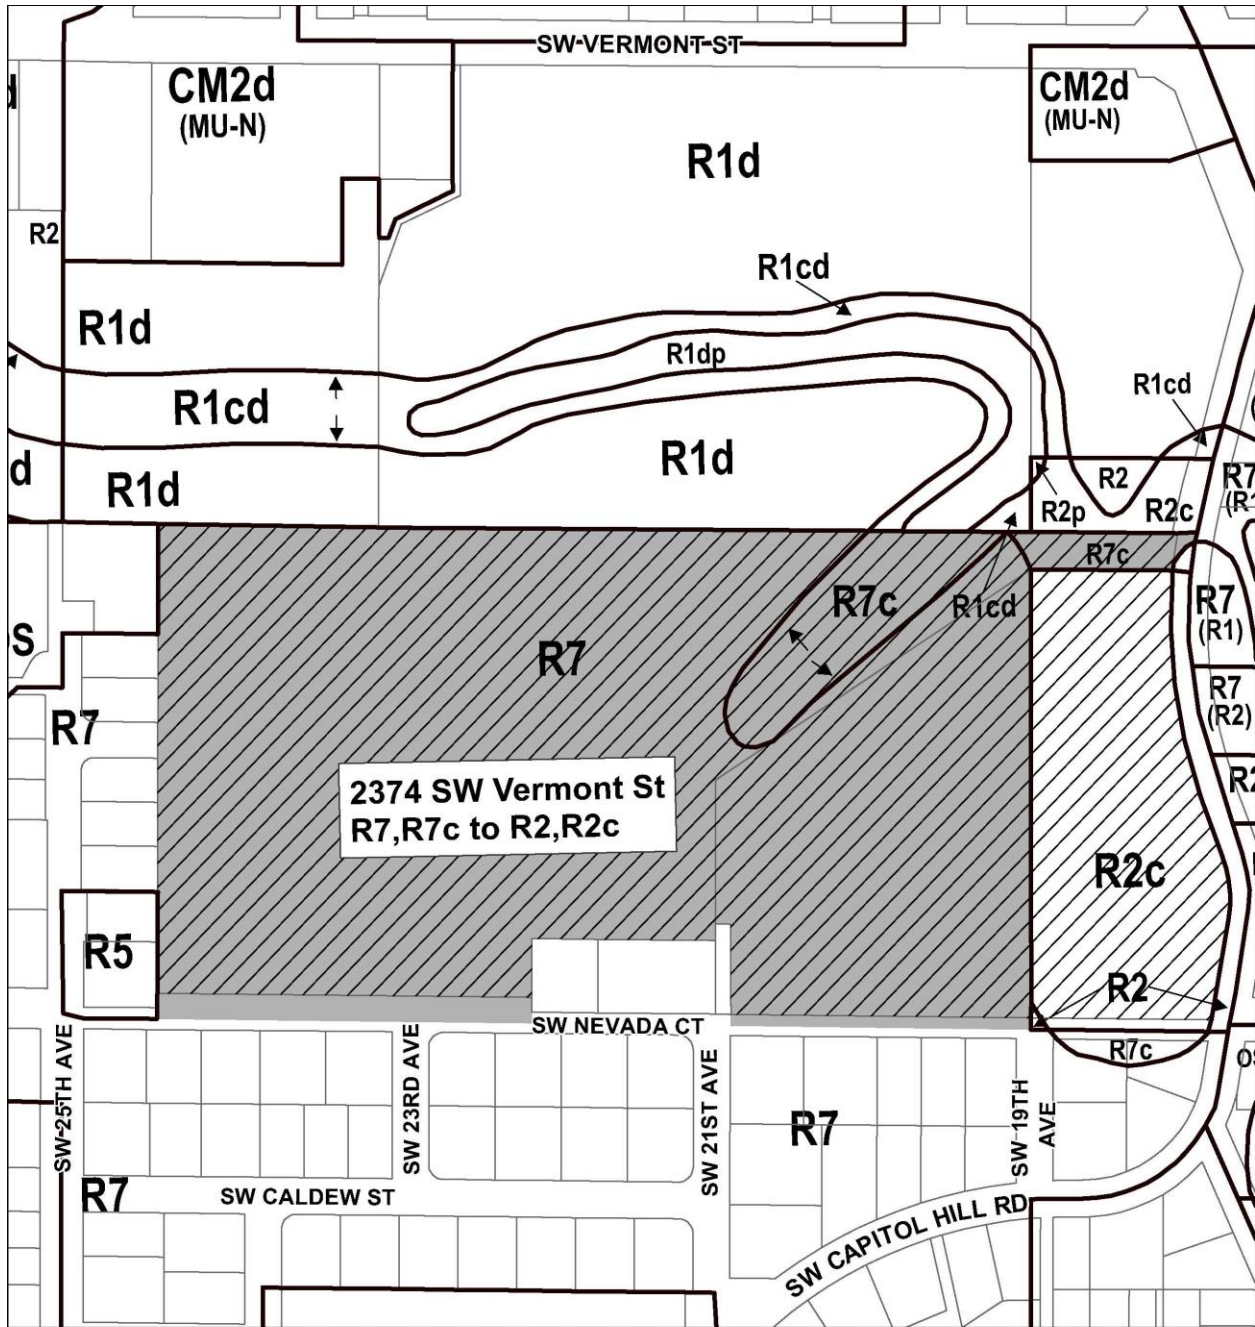 SW VERMONT ST
CM2d
(MU-N)
CM2d
(MU-N)
d
R1d
R2
R1cd
R1d
R1dp
R1cd
R1cd
R1d
d
R1d
R2
R7
R2p
R2c
R7c
R7c
R1cd
R7
(R1)
S
R7
R7
(R2)
R7
R2
2374 SW Vermont St
R7,R7c to R2,R2c
R2c
R5
R2
SW NEVADA CT
R7c
SW 25TH AVE
SW 23RD AVE
SW 21ST AVE
R7
SW 19TH
AVE
R7
SW CALDEW ST
SW CAPITOL HILL RD